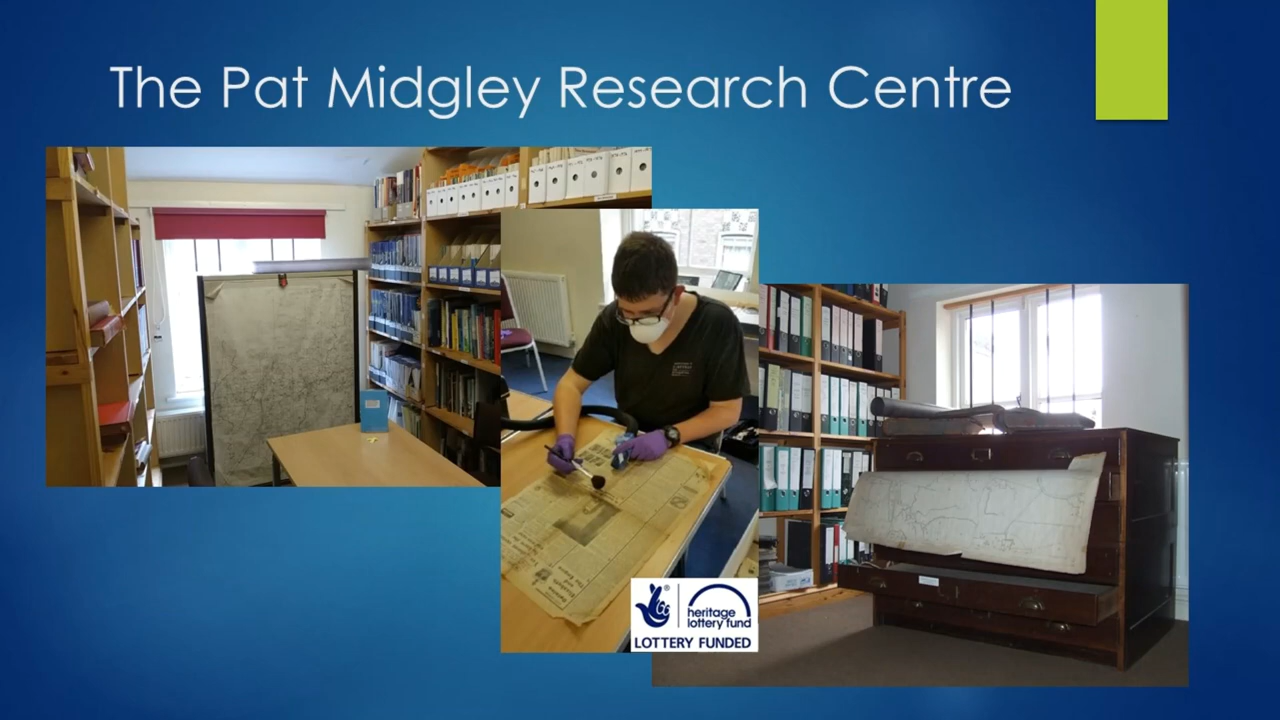 The Pat Midgley Research Centre
heritage
lottery fund
LOTTERY FUNDED